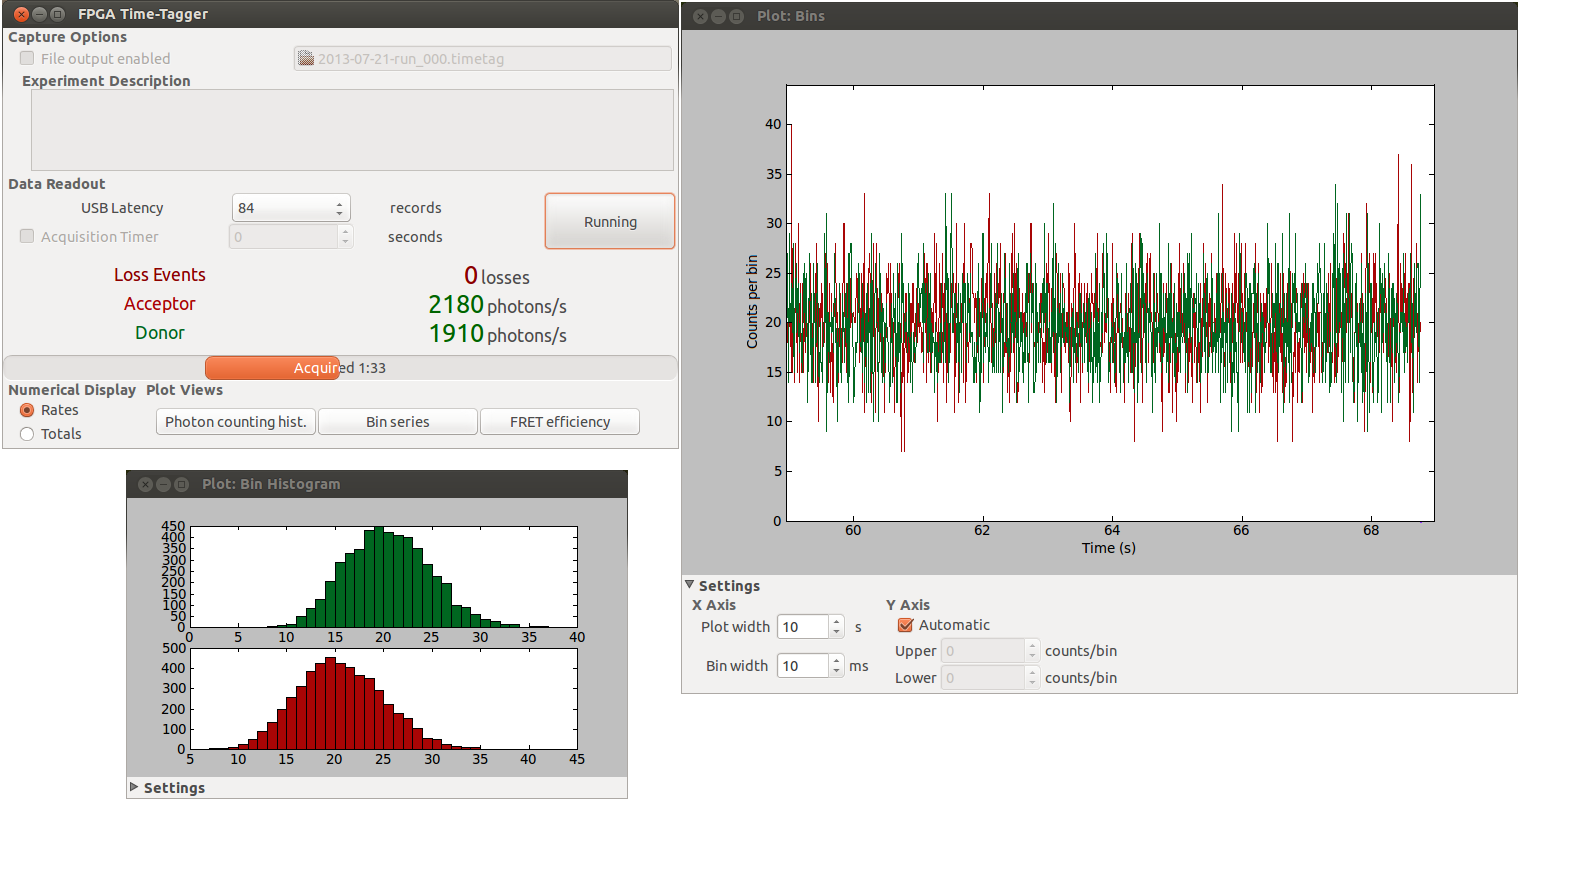 FPGA Time-Tagger
Capture Options
File output enabled
2013-07-21-run_000.timetag
Experiment Description
Data Readout
USB Latency 84 records
Running
Acquisition Timer 0 seconds
Loss Events 0 losses
Acceptor 2180 photons/s
Donor 1910 photons/s
Acquired 1:33
Numerical Display Plot Views
Rates
Totals
Photon counting hist. Bin series FRET efficiency
Plot: Bin Histogram
450
400
350
300
250
200
150
100
50
0
0 5 10 15 20 25 30 35 40
500
400
300
200
100
0
5 10 15 20 25 30 35 40 45
Settings
Plot: Bins
Counts per bin
40
35
30
25
20
15
10
5
0
60 62 64 66 68
Time (s)
Settings
X Axis Y Axis
Plot width 10 s Automatic
Upper 0 counts/bin
Bin width 10 ms
Lower 0 counts/bin